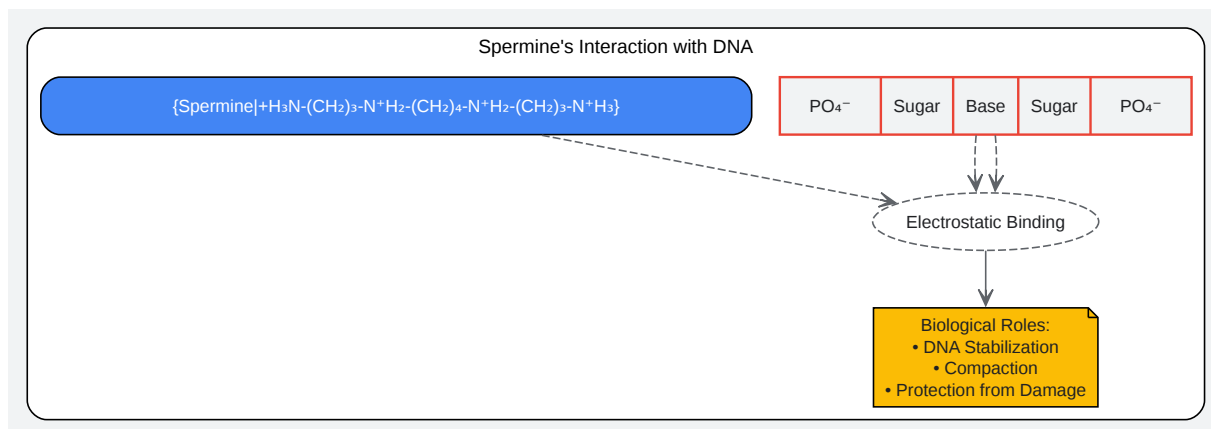 Spermine's Interaction with DNA
{Spermine|+H₃N-(CH₂)₃-N⁺H₂-(CH₂)₄-N⁺H₂-(CH₂)₃-N⁺H₃}
PO₄⁻
Sugar
Base
Sugar
PO₄⁻
Electrostatic Binding
Biological Roles:
• DNA Stabilization
• Compaction
• Protection from Damage